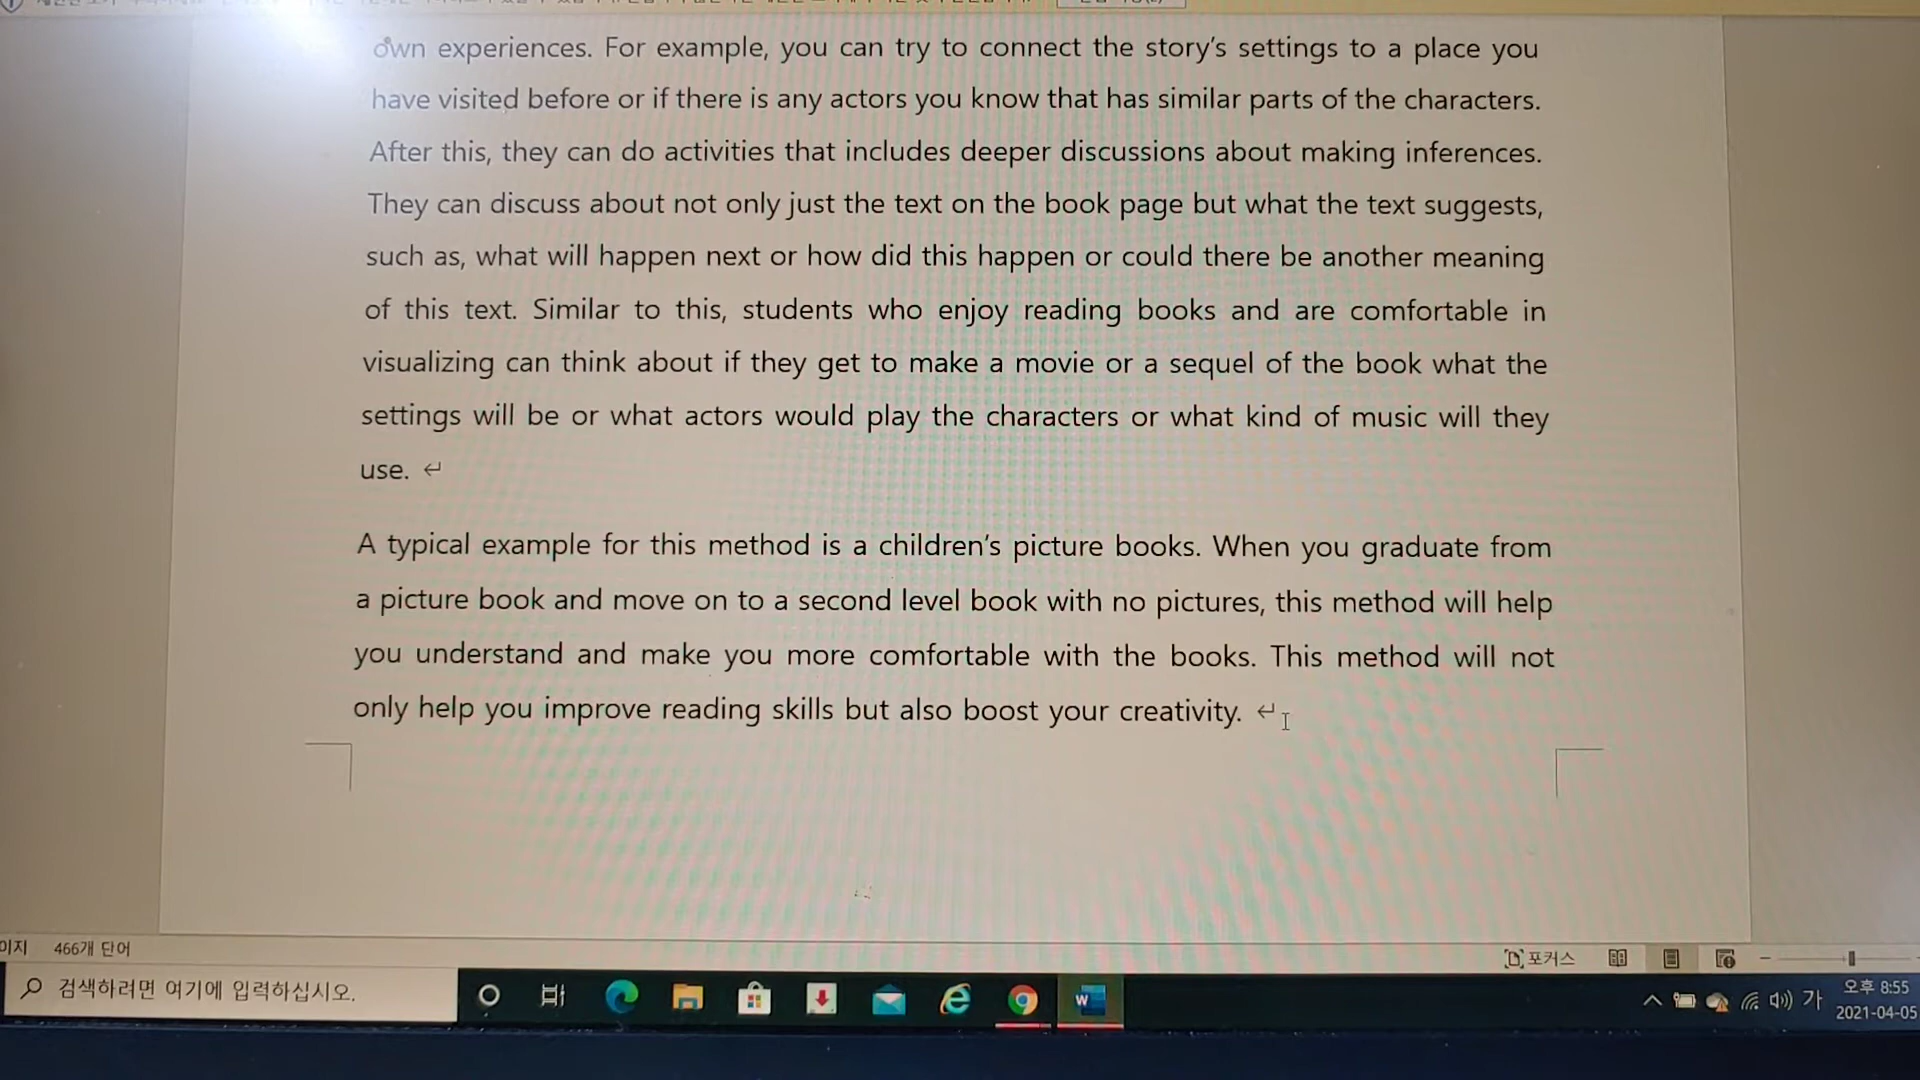 own experiences. For example, you can try to connect the story's settings to a place you
have visited before or if there is any actors you know that has similar parts of the characters.
After this, they can do activities that includes deeper discussions about making inferences.
They can discuss about not only just the text on the book page but what the text suggests,
such as, what will happen next or how did this happen or could there be another meaning
of this text. Similar to this, students who enjoy reading books and are comfortable in
visualizing can think about if they get to make a movie or a sequel of the book what the
settings will be or what actors would play the characters or what kind of music will they
use.
A typical example for this method is a children's picture books. When you graduate from
a picture book and move on to a second level book with no pictures, this method will help
you understand and make you more comfortable with the books. This method will not
only help you improve reading skills but also boost your creativity.
이지 466개 단어
포커스
검색하려면 여기에 입력하십시오.
가
오후 8:55
2021-04-05